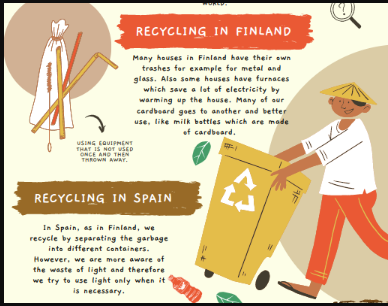 WORLD.
RECYCLING IN FINLAND
Many houses in Finland have their own
trashes for example for metal and
glass. Also some houses have furnaces
which save a lot of electricity by
warming up the house. Many of our
cardboard goes to another and better
use, like milk bottles which are made
of cardboard.
USING EQUIPMENT
THAT IS NOT USED
ONCE AND THEN
THROWN AWAY.
RECYCLING IN SPAIN
In Spain, as in Finland, we
recycle by separating the garbage
into different containers.
However, we are more aware of
the waste of light and therefore
we try to use light only when it
is necessary.